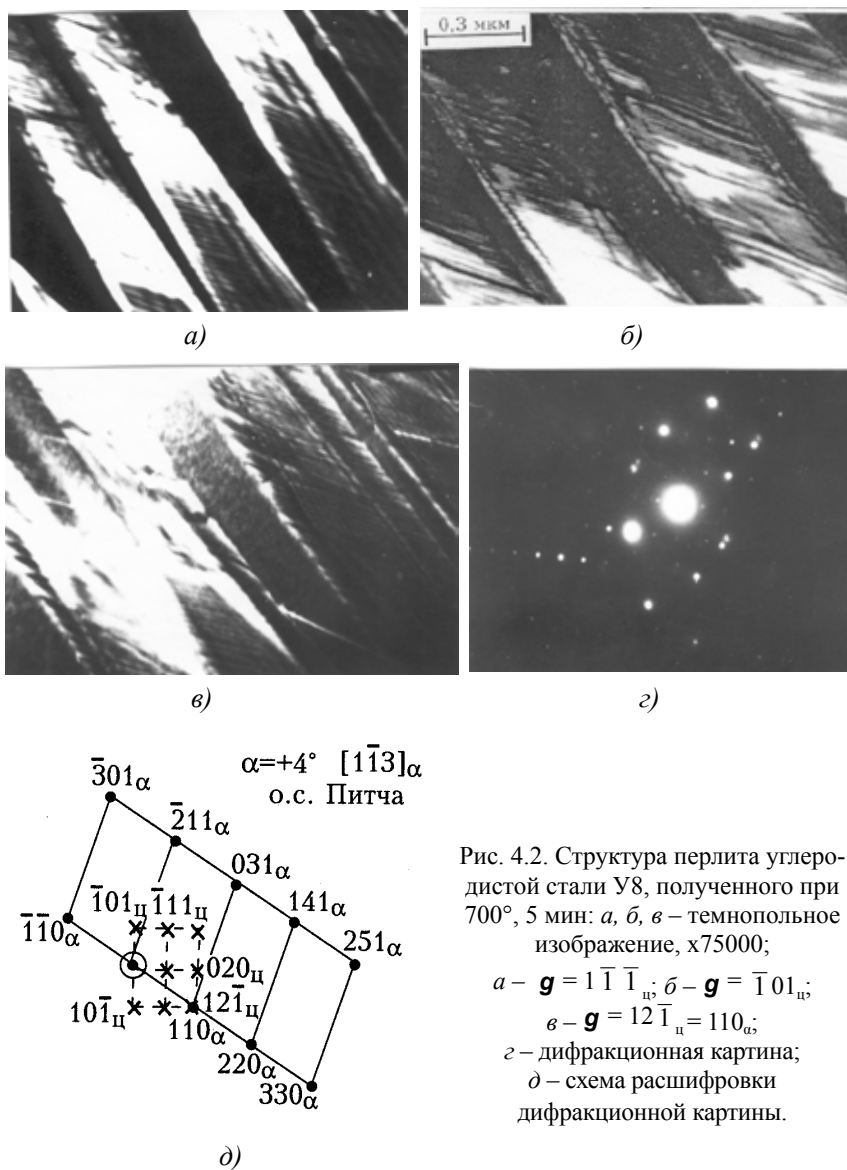 0,3 мкм
а)
б)
в)
г)
α=+4° [11̄3]α
о.с. Питча
3̄01α
2̄11α
031α
1̄01ц
1̄11ц
141α
1̄1̄0α
251α
020ц
101̄ц
121̄ц
110α
220α
330α
д)
Рис. 4.2. Структура перлита углеро-
дистой стали У8, полученного при
700°, 5 мин: а, б, в – темнопольное
изображение, x75000;
а – g = 11̄1̄ц; б – g = 1̄01ц;
в – g = 121̄ц = 110α;
г – дифракционная картина;
д – схема расшифровки
дифракционной картины.